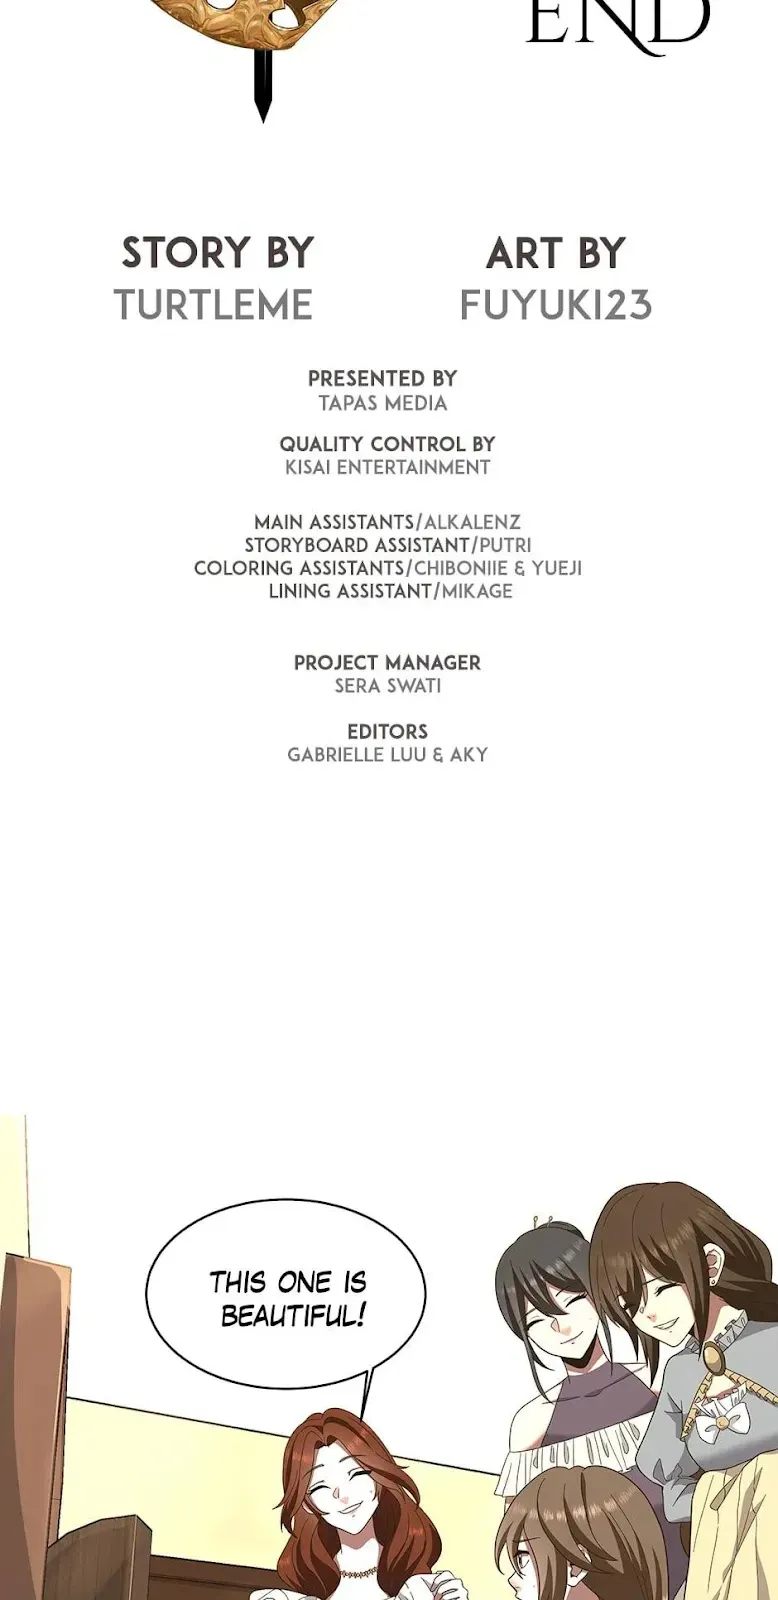 END
STORY BY
TURTLEME
ART BY
FUYUKI23
PRESENTED BY
TAPAS MEDIA
QUALITY CONTROL BY
KISAI ENTERTAINMENT
MAIN ASSISTANTS/ALKALENZ
STORYBOARD ASSISTANT/PUTRI
COLORING ASSISTANTS/CHIBONIIE & YUEJI
LINING ASSISTANT/MIKAGE
PROJECT MANAGER
SERA SWATI
EDITORS
GABRIELLE LUU & AKY
THIS ONE IS
BEAUTIFUL!